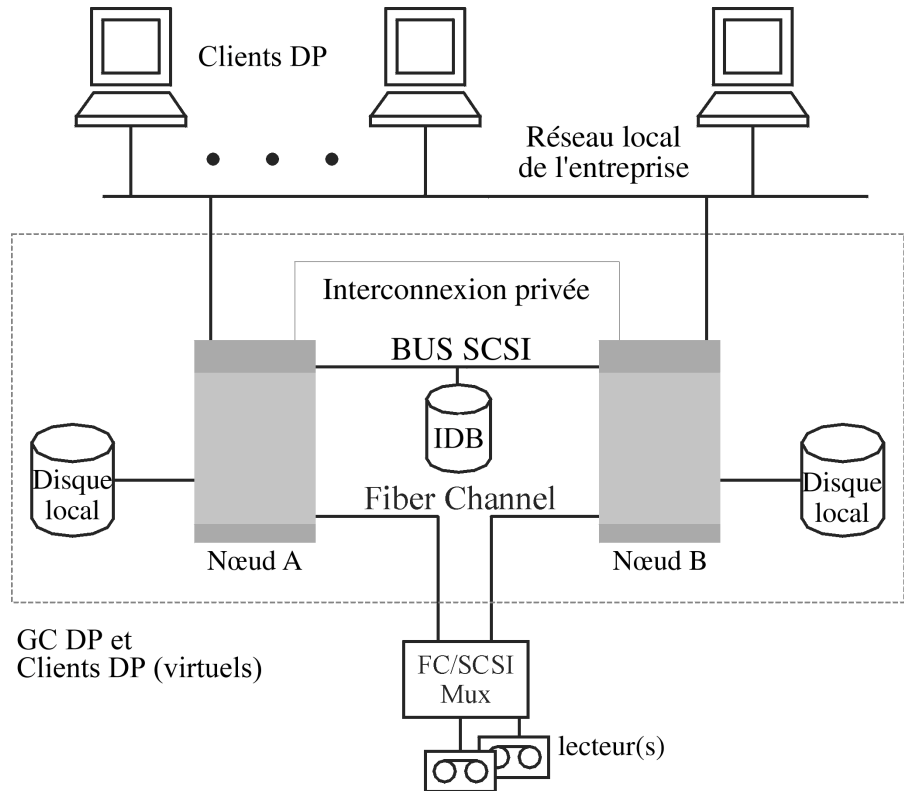 Clients DP
Réseau local
de l'entreprise
Interconnexion privée
BUS SCSI
IDB
Disque
local
Disque
local
Fiber Channel
Nœud A
Nœud B
GC DP et
Clients DP (virtuels)
FC/SCSI
Mux
lecteur(s)